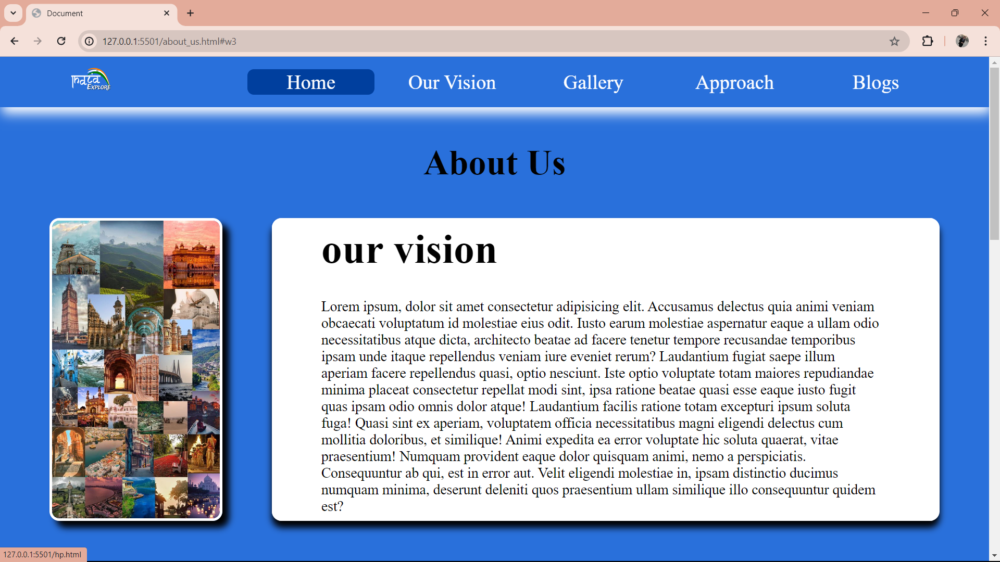 Document
127.0.0.1:5501/about_us.html#w3
India
EXPLORE
Home
Our Vision
Gallery
Approach
Blogs
About Us
our vision
Lorem ipsum, dolor sit amet consectetur adipisicing elit. Accusamus delectus quia animi veniam
obcaecati voluptatum id molestiae eius odit. Iusto earum molestiae aspernatur eaque a ullam odio
necessitatibus atque dicta, architecto beatae ad facere tenetur tempore recusandae temporibus
ipsam unde itaque repellendus veniam iure eveniet rerum? Laudantium fugiat saepe illum
aperiam facere repellendus quasi, optio nesciunt. Iste optio voluptate totam maiores repudiandae
minima placeat consectetur repellat modi sint, ipsa ratione beatae quasi esse eaque iusto fugit
quas ipsam odio omnis dolor atque! Laudantium facilis ratione totam excepturi ipsum soluta
fuga! Quasi sint ex aperiam, voluptatem officia necessitatibus magni eligendi delectus cum
mollitia doloribus, et similique! Animi expedita ea error voluptate hic soluta quaerat, vitae
praesentium! Numquam provident eaque dolor quisquam animi, nemo a perspiciatis.
Consequuntur ab qui, est in error aut. Velit eligendi molestiae in, ipsam distinctio ducimus
numquam minima, deserunt deleniti quos praesentium ullam similique illo consequuntur quidem
est?
127.0.0.1:5501/hp.html